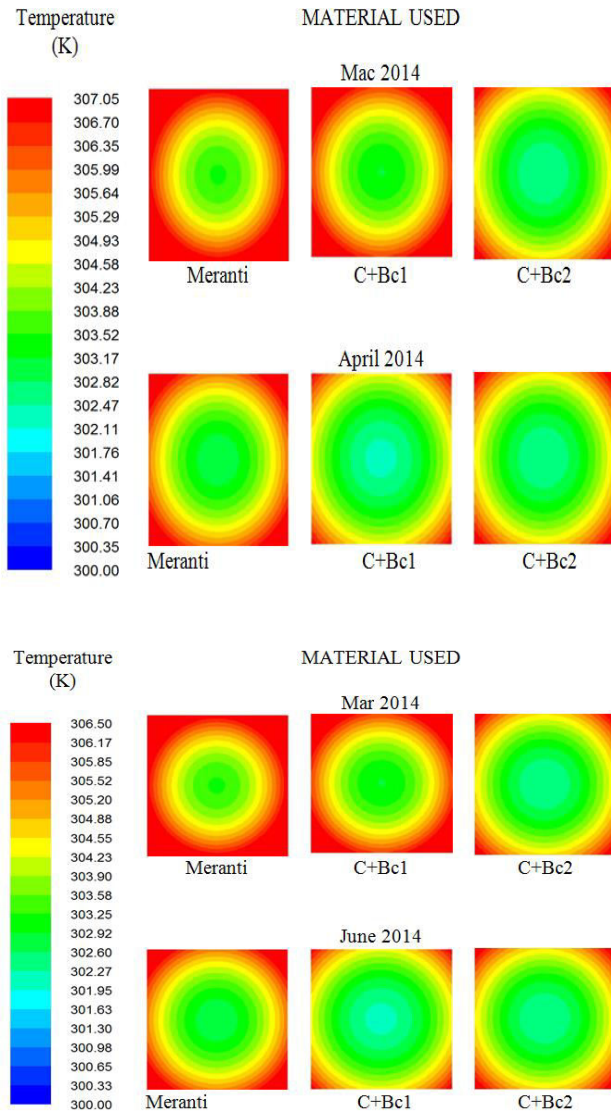 Temperature
(K)
MATERIAL USED
Mac 2014
307.05
306.70
306.35
305.99
305.64
305.29
304.93
304.58
304.23
303.88
303.52
303.17
302.82
302.47
302.11
301.76
301.41
301.06
300.70
300.35
300.00
Meranti
C+Bc1
C+Bc2
April 2014
Meranti
C+Bc1
C+Bc2
Temperature
(K)
MATERIAL USED
Mar 2014
306.50
306.17
305.85
305.52
305.20
304.88
304.55
304.23
303.90
303.58
303.25
302.92
302.60
302.27
301.95
301.63
301.30
300.98
300.65
300.33
300.00
Meranti
C+Bc1
C+Bc2
June 2014
Meranti
C+Bc1
C+Bc2